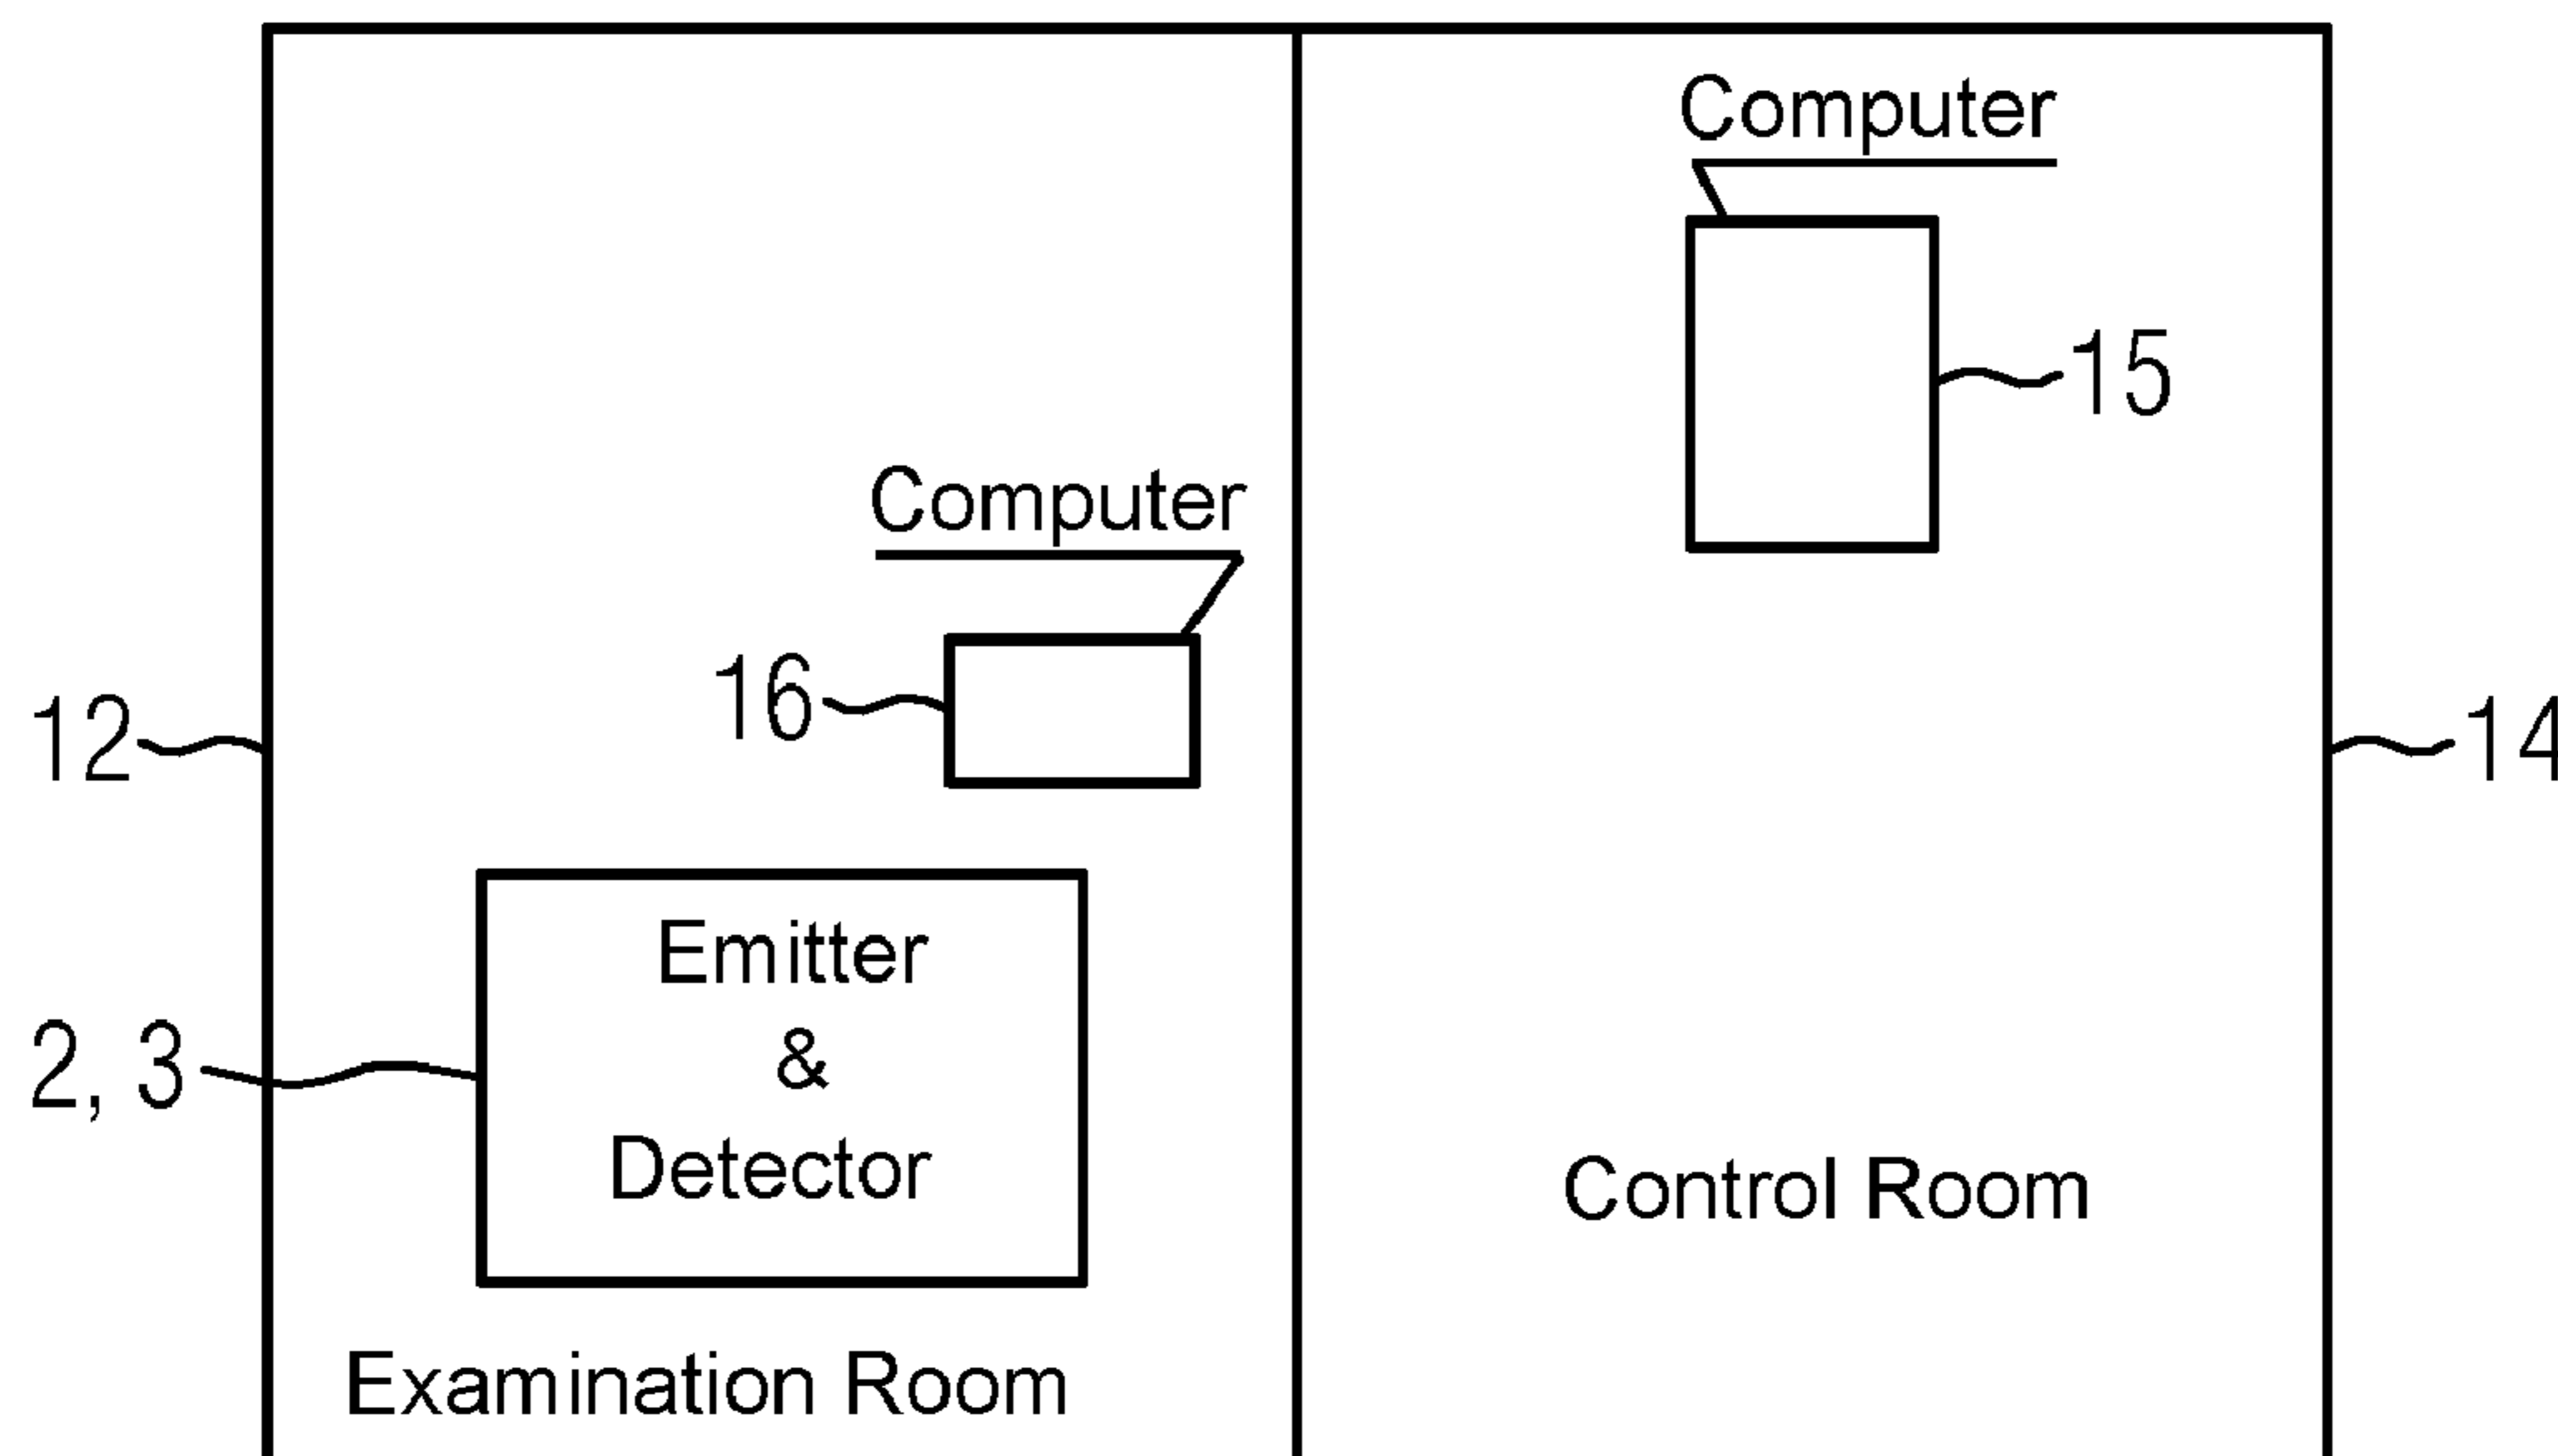 Computer
15
Computer
16
12
14
Emitter
&
Detector
2, 3
Control Room
Examination Room